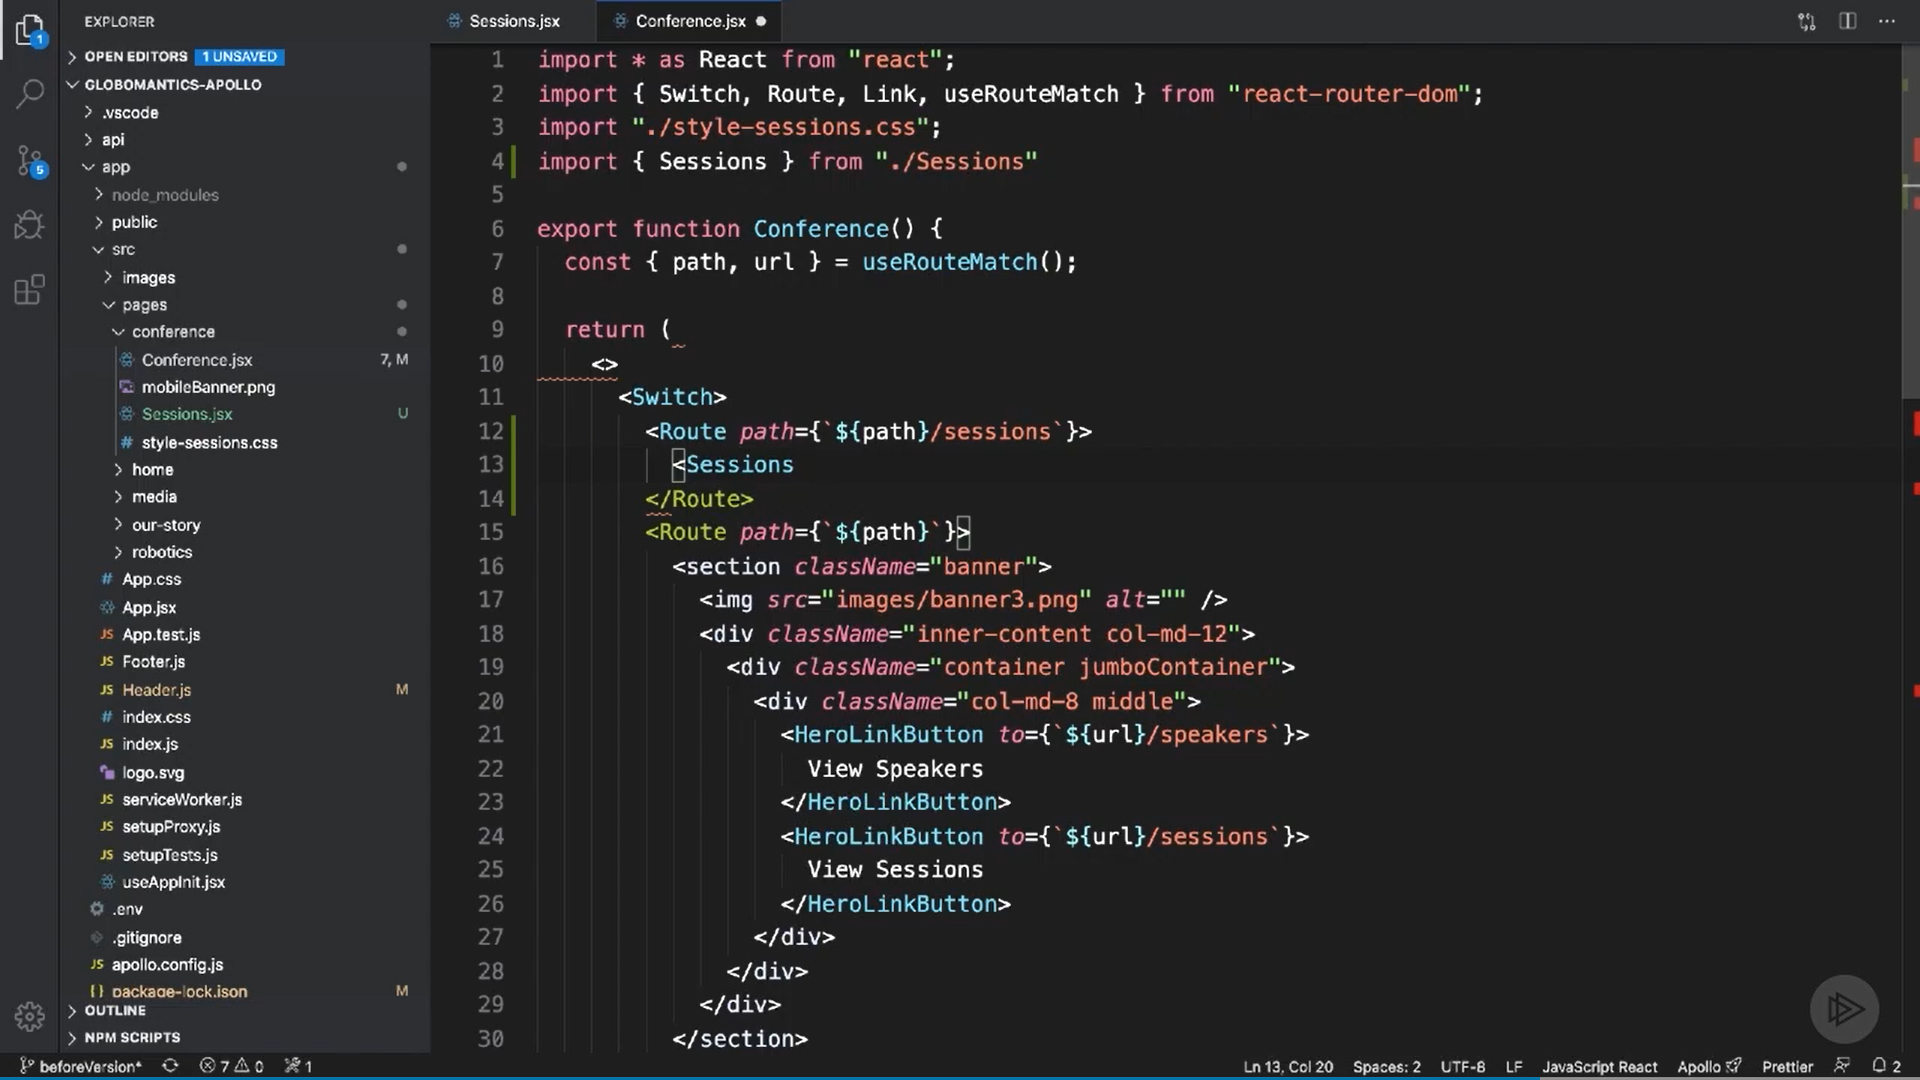 EXPLORER
OPEN EDITORS 1 UNSAVED
GLOBOMANTICS-APOLLO
.vscode
api
app
node_modules
public
src
images
pages
conference
Conference.jsx 7, M
mobileBanner.png
Sessions.jsx U
# style-sessions.css
home
media
our-story
robotics
# App.css
App.jsx
JS App.test.js
JS Footer.js
JS Header.js M
# index.css
JS index.js
logo.svg
JS serviceWorker.js
JS setupProxy.js
JS setupTests.js
useAppInit.jsx
.env
.gitignore
JS apollo.config.js
{} package-lock.json M
OUTLINE
NPM SCRIPTS
1
5
Sessions.jsx
Conference.jsx ●
1 import * as React from "react";
2 import { Switch, Route, Link, useRouteMatch } from "react-router-dom";
3 import "./style-sessions.css";
4 import { Sessions } from "./Sessions"
5
6 export function Conference() {
7 const { path, url } = useRouteMatch();
8
9 return (
10 <>
11 <Switch>
12 <Route path={`${path}/sessions`}>
13 <Sessions
14 </Route>
15 <Route path={`${path}`}>
16 <section className="banner">
17 <img src="images/banner3.png" alt="" />
18 <div className="inner-content col-md-12">
19 <div className="container jumboContainer">
20 <div className="col-md-8 middle">
21 <HeroLinkButton to={`${url}/speakers`}>
22 View Speakers
23 </HeroLinkButton>
24 <HeroLinkButton to={`${url}/sessions`}>
25 View Sessions
26 </HeroLinkButton>
27 </div>
28 </div>
29 </div>
30 </section>
beforeVersion* 7 0 1 Ln 13, Col 20 Spaces: 2 UTF-8 LF JavaScript React Apollo Prettier 2